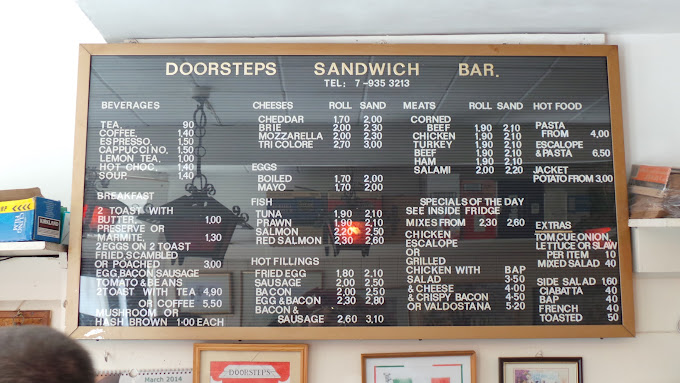 DOORSTEPS SANDWICH BAR.
TEL: 7-935 3213
BEVERAGES
TEA, 90
COFFEE, 1.40
ESPRESSO, 1.50
CAPPUCCINO, 1.50
LEMON TEA, 1.00
HOT CHOC, 1.40
SOUP 1.40
BREAKFAST
2 TOAST WITH
BUTTER, 1,00
PRESERVE OR
MARMITE 1.30
2 EGGS ON 2 TOAST
FRIED, SCAMBLED
OR POACHED 3,00
EGG BACON SAUSAGE
TOMATO & BEANS
2 TOAST WITH TEA 4,90
OR COFFEE 5,50
MUSHROOM OR
HASH BROWN 1.00 EACH
CHEESES ROLL SAND
CHEDDAR 1.70 2.00
BRIE 2.00 2.30
MOZZARELLA 2.00 2.30
TRI COLORE 2.70 3.00
EGGS
BOILED 1.70 2.00
MAYO 1.70 2.00
FISH
TUNA 1.90 2.10
PRAWN 1.90 2.10
SALMON 2.20 2.50
RED SALMON 2.30 2.60
HOT FILLINGS
FRIED EGG 1.80 2.10
SAUSAGE 2.00 2.50
BACON 2.00 2.50
EGG & BACON 2.30 2,80
BACON &
SAUSAGE 2,60 3,10
MEATS ROLL SAND
CORNED
BEEF 1.90 2.10
CHICKEN 1.90 2.10
TURKEY 1.90 2.10
BEEF 1.90 2.10
HAM 1.90 2.10
SALAMI 2.00 2.20
SPECIALS OF THE DAY
SEE INSIDE FRIDGE
MIXES FROM 2.30 2.60
CHICKEN
ESCALOPE
OR
GRILLED
CHICKEN WITH BAP
SALAD 3-50
& CHEESE 4-00
& CRISPY BACON 4-50
OR VALDOSTANA 5-20
HOT FOOD
PASTA
FROM 4,00
ESCALOPE
& PASTA 6,50
JACKET
POTATO FROM 3,00
EXTRAS
TOM CUE ONION
LETTUCE OR SLAW
PER ITEM 10
MIXED SALAD 40
SIDE SALAD 1.60
CIABATTA 40
BAP 40
FRENCH 40
TOASTED 50
DOORSTEPS
March 2014